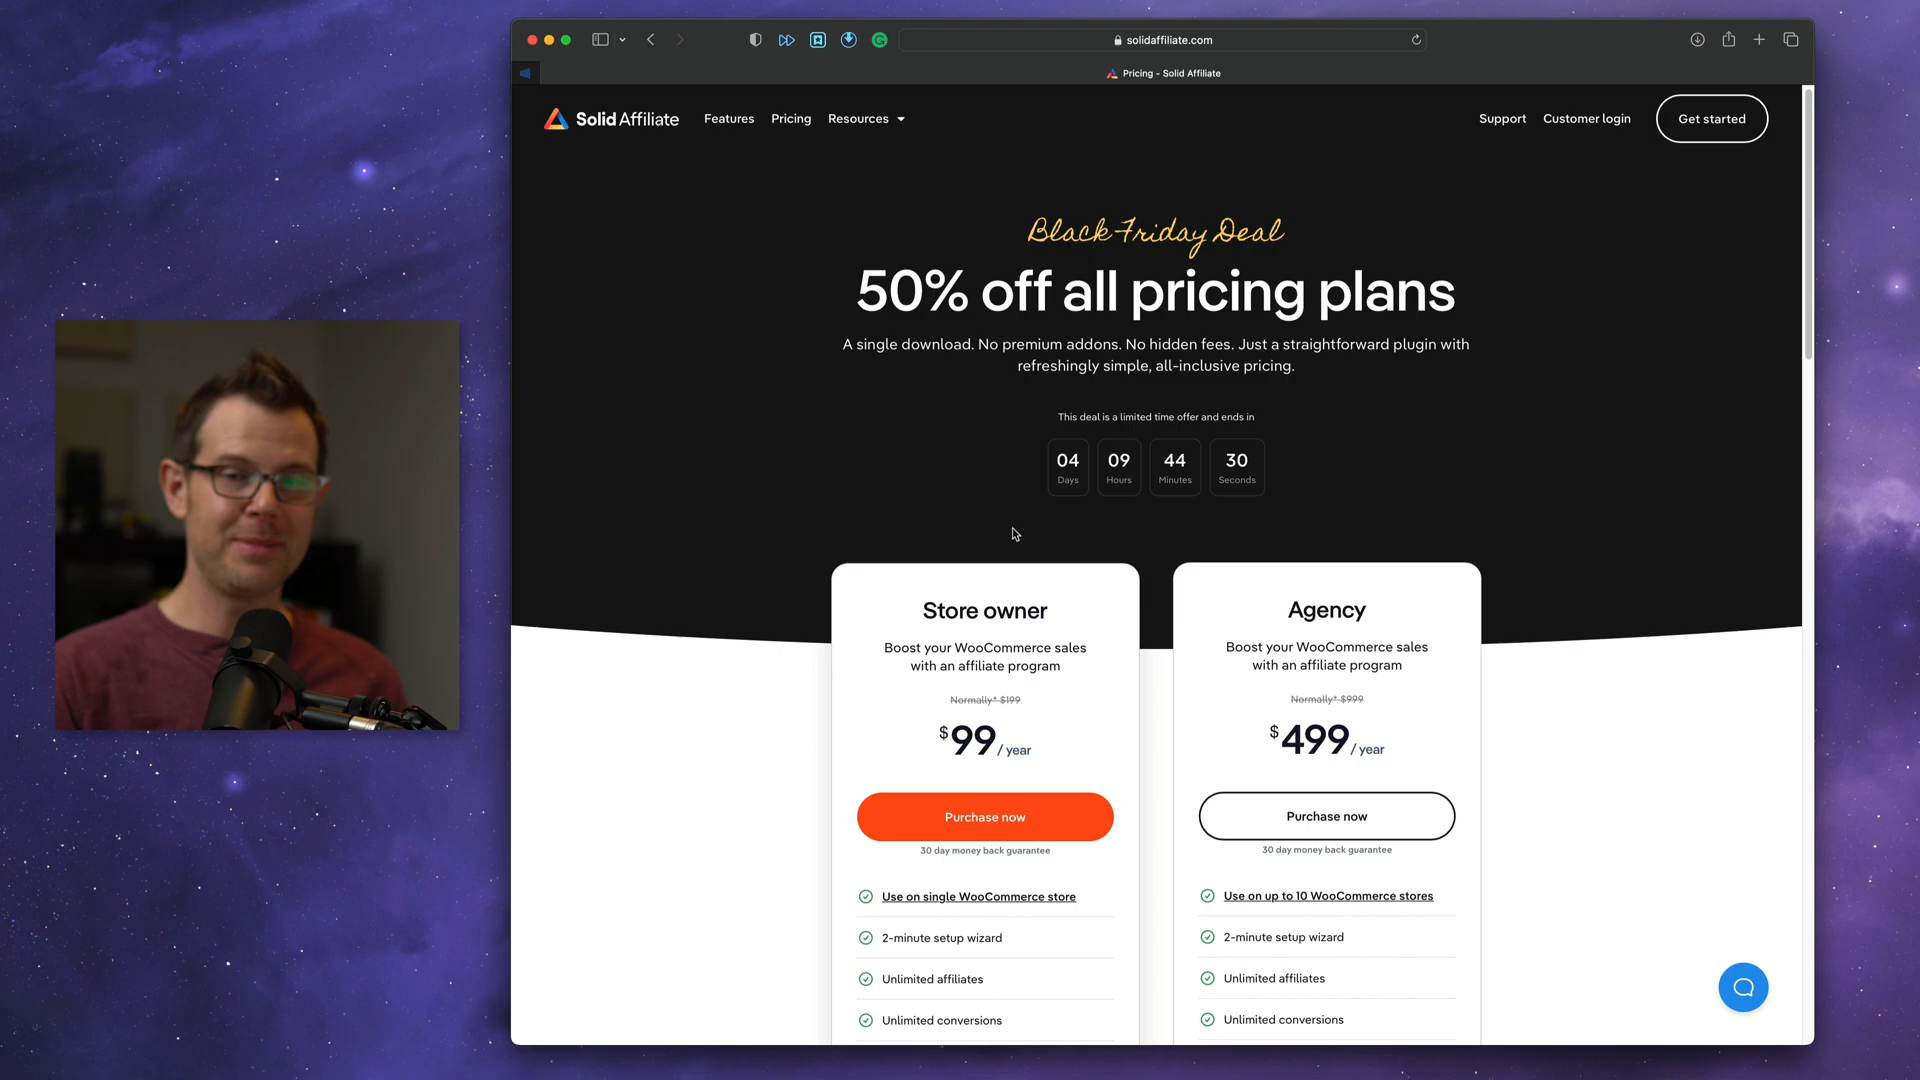 solidaffiliate.com
Pricing - Solid Affiliate
Solid Affiliate
Features
Pricing
Resources
Support
Customer login
Get started
Black Friday Deal
50% off all pricing plans
A single download. No premium addons. No hidden fees. Just a straightforward plugin with
refreshingly simple, all-inclusive pricing.
This deal is a limited time offer and ends in
04
Days
09
Hours
44
Minutes
30
Seconds
Store owner
Boost your WooCommerce sales
with an affiliate program
Normally* $199
$99/ year
Purchase now
30 day money back guarantee
Use on single WooCommerce store
2-minute setup wizard
Unlimited affiliates
Unlimited conversions
Agency
Boost your WooCommerce sales
with an affiliate program
Normally* $999
$499/ year
Purchase now
30 day money back guarantee
Use on up to 10 WooCommerce stores
2-minute setup wizard
Unlimited affiliates
Unlimited conversions